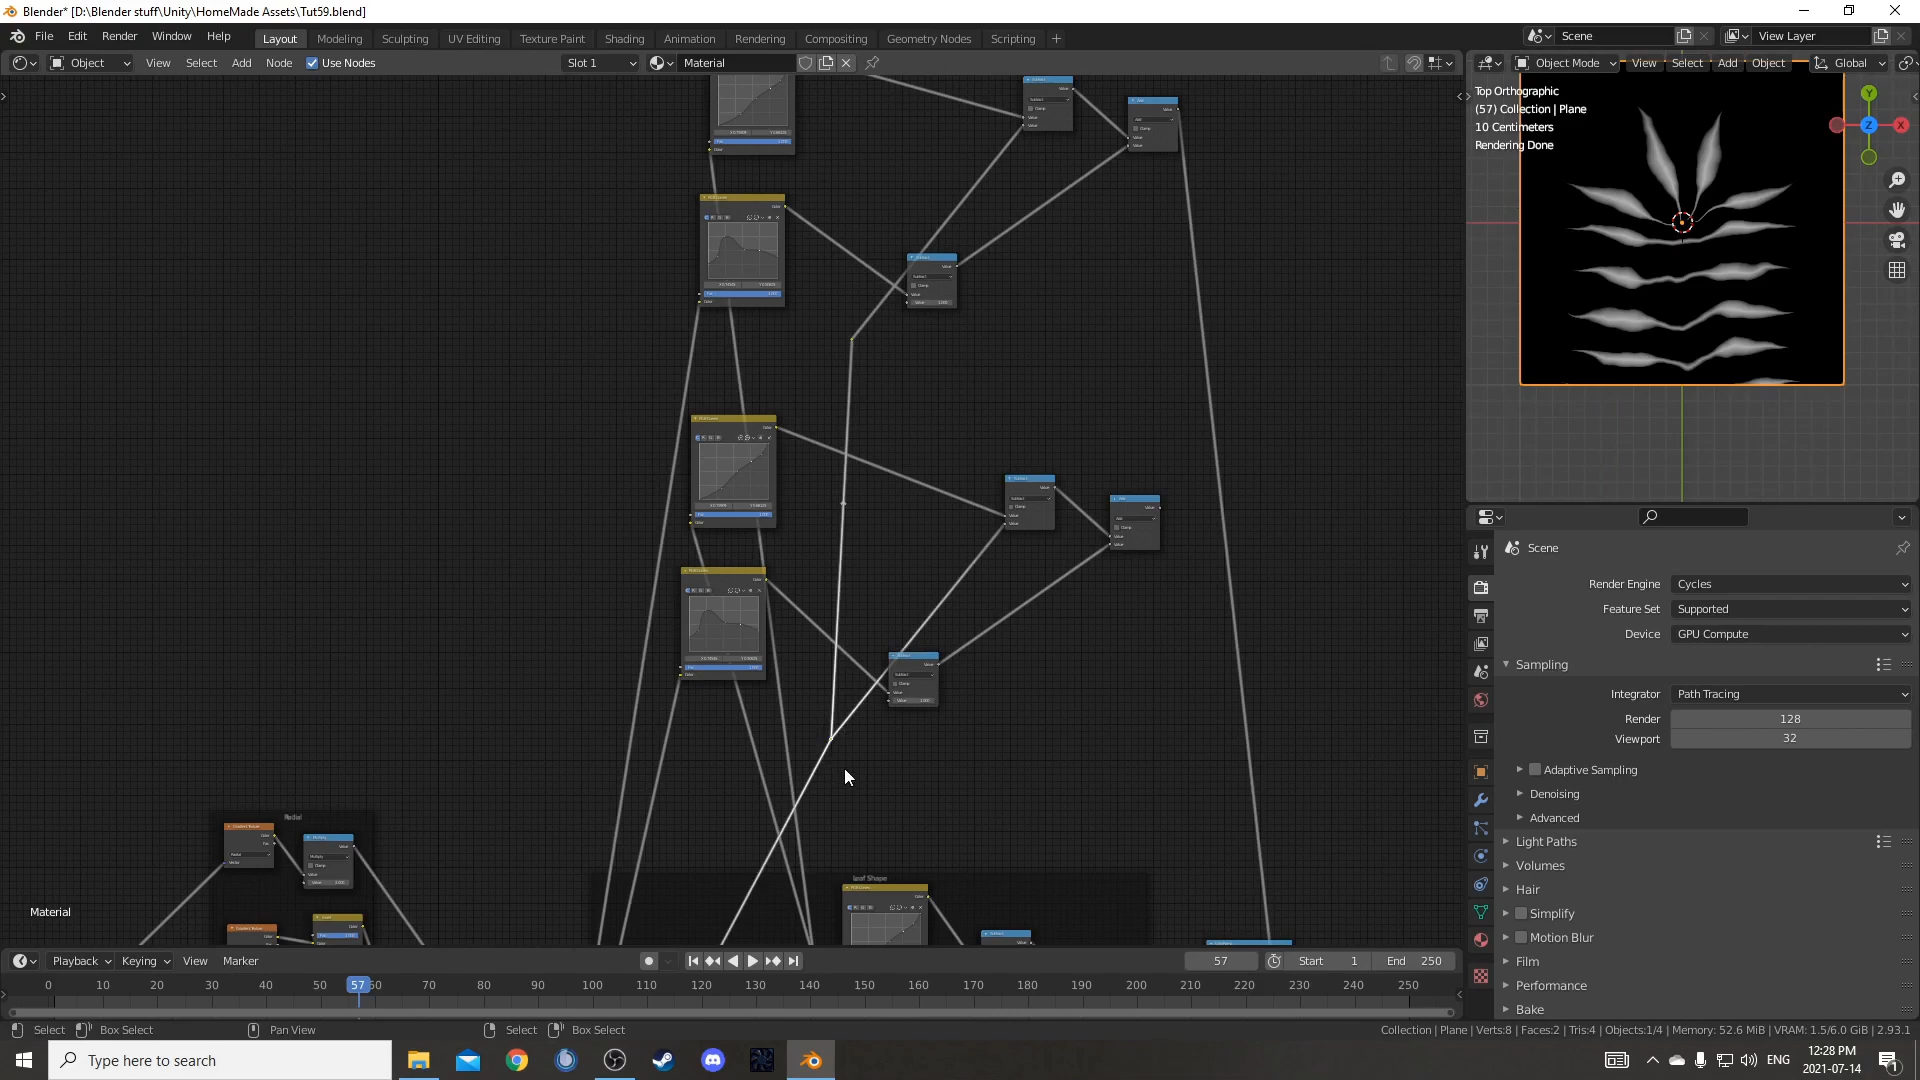 Blender* [D:\Blender stuff\Unity\HomeMade Assets\Tut59.blend]
File Edit Render Window Help Layout Modeling Sculpting UV Editing Texture Paint Shading Animation Rendering Compositing Geometry Nodes Scripting + Scene View Layer
Object View Select Add Node Use Nodes Slot 1 Material Object Mode View Select Add Object Global
Top Orthographic
(57) Collection | Plane
10 Centimeters
Rendering Done
Y
Z X
Scene
Render Engine Cycles
Feature Set Supported
Device GPU Compute
Sampling
Integrator Path Tracing
Render 128
Viewport 32
Adaptive Sampling
Denoising
Advanced
Light Paths
Volumes
Hair
Simplify
Motion Blur
Film
Performance
Bake
Radial
Leaf Shape
Material
Playback Keying View Marker 57 Start 1 End 250
0 10 20 30 40 50 57 60 70 80 90 100 110 120 130 140 150 160 170 180 190 200 210 220 230 240 250
Select Box Select Pan View Select Box Select Collection | Plane | Verts:8 | Faces:2 | Tris:4 | Objects:1/4 | Memory: 52.6 MiB | VRAM: 1.5/6.0 GiB | 2.93.1
Type here to search
ENG
12:28 PM
2021-07-14
1